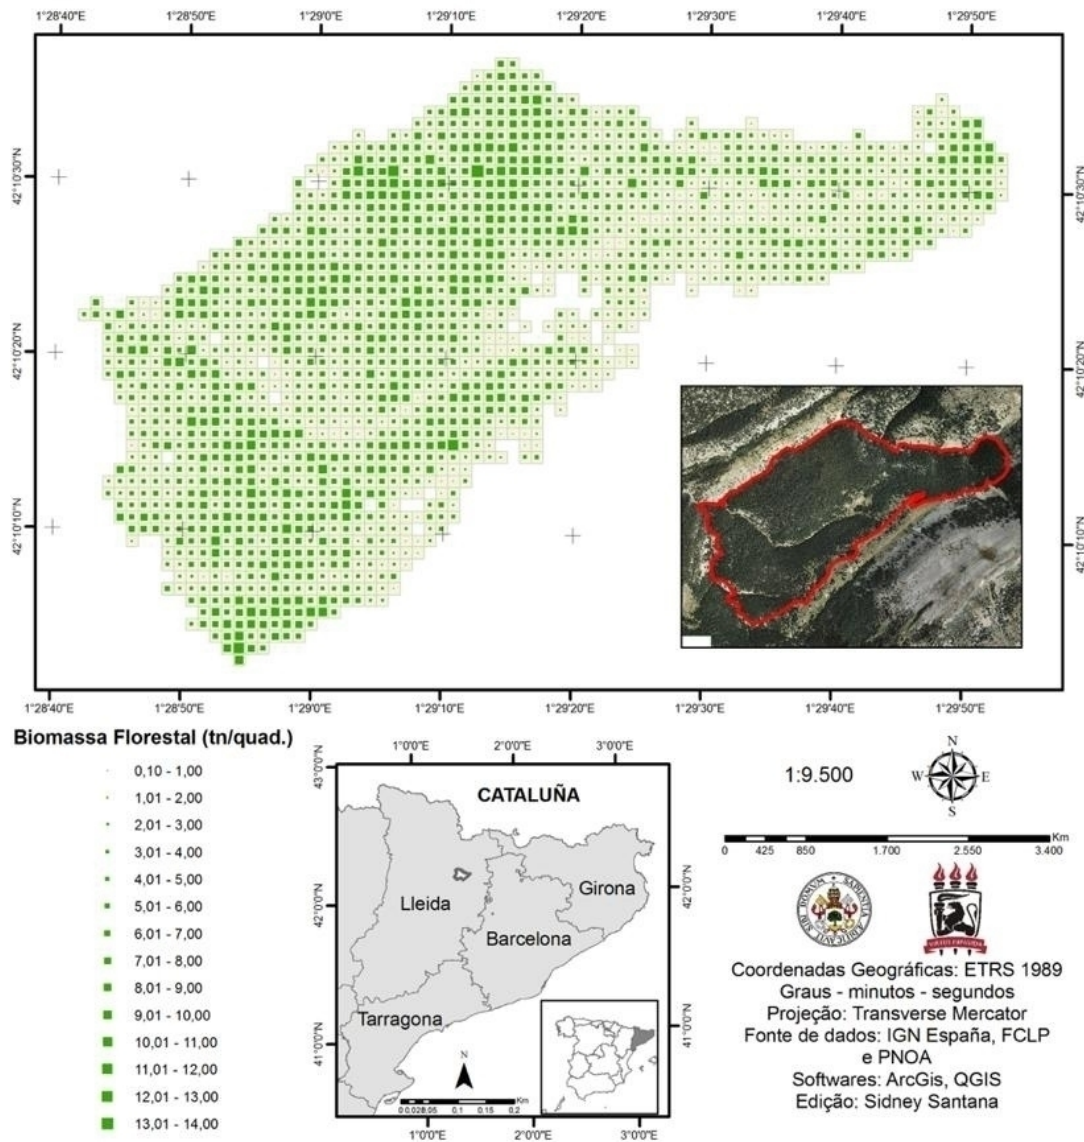 1°28'40"E 1°28'50"E 1°29'0"E 1°29'10"E 1°29'20"E 1°29'30"E 1°29'40"E 1°29'50"E
42°10'30"N
42°10'20"N
42°10'10"N
42°10'30"N
42°10'20"N
42°10'10"N
1°28'40"E 1°28'50"E 1°29'0"E 1°29'10"E 1°29'20"E 1°29'30"E 1°29'40"E 1°29'50"E
Biomassa Florestal (tn/quad.)
0,10 - 1,00
1,01 - 2,00
2,01 - 3,00
3,01 - 4,00
4,01 - 5,00
5,01 - 6,00
6,01 - 7,00
7,01 - 8,00
8,01 - 9,00
9,01 - 10,00
10,01 - 11,00
11,01 - 12,00
12,01 - 13,00
13,01 - 14,00
1°0'0"E 2°0'0"E 3°0'0"E
43°0'0"N
42°0'0"N
41°0'0"N
CATALUÑA
Lleida
Girona
Barcelona
Tarragona
N
Km
0 0,1 0,2
42°0'0"N
41°0'0"N
1°0'0"E 2°0'0"E 3°0'0"E
1:9.500
N
W E
S
Km
0 425 850 1.700 2.550 3.400
Coordenadas Geográficas: ETRS 1989
Graus - minutos - segundos
Projeção: Transverse Mercator
Fonte de dados: IGN España, FCLP
e PNOA
Softwares: ArcGis, QGIS
Edição: Sidney Santana